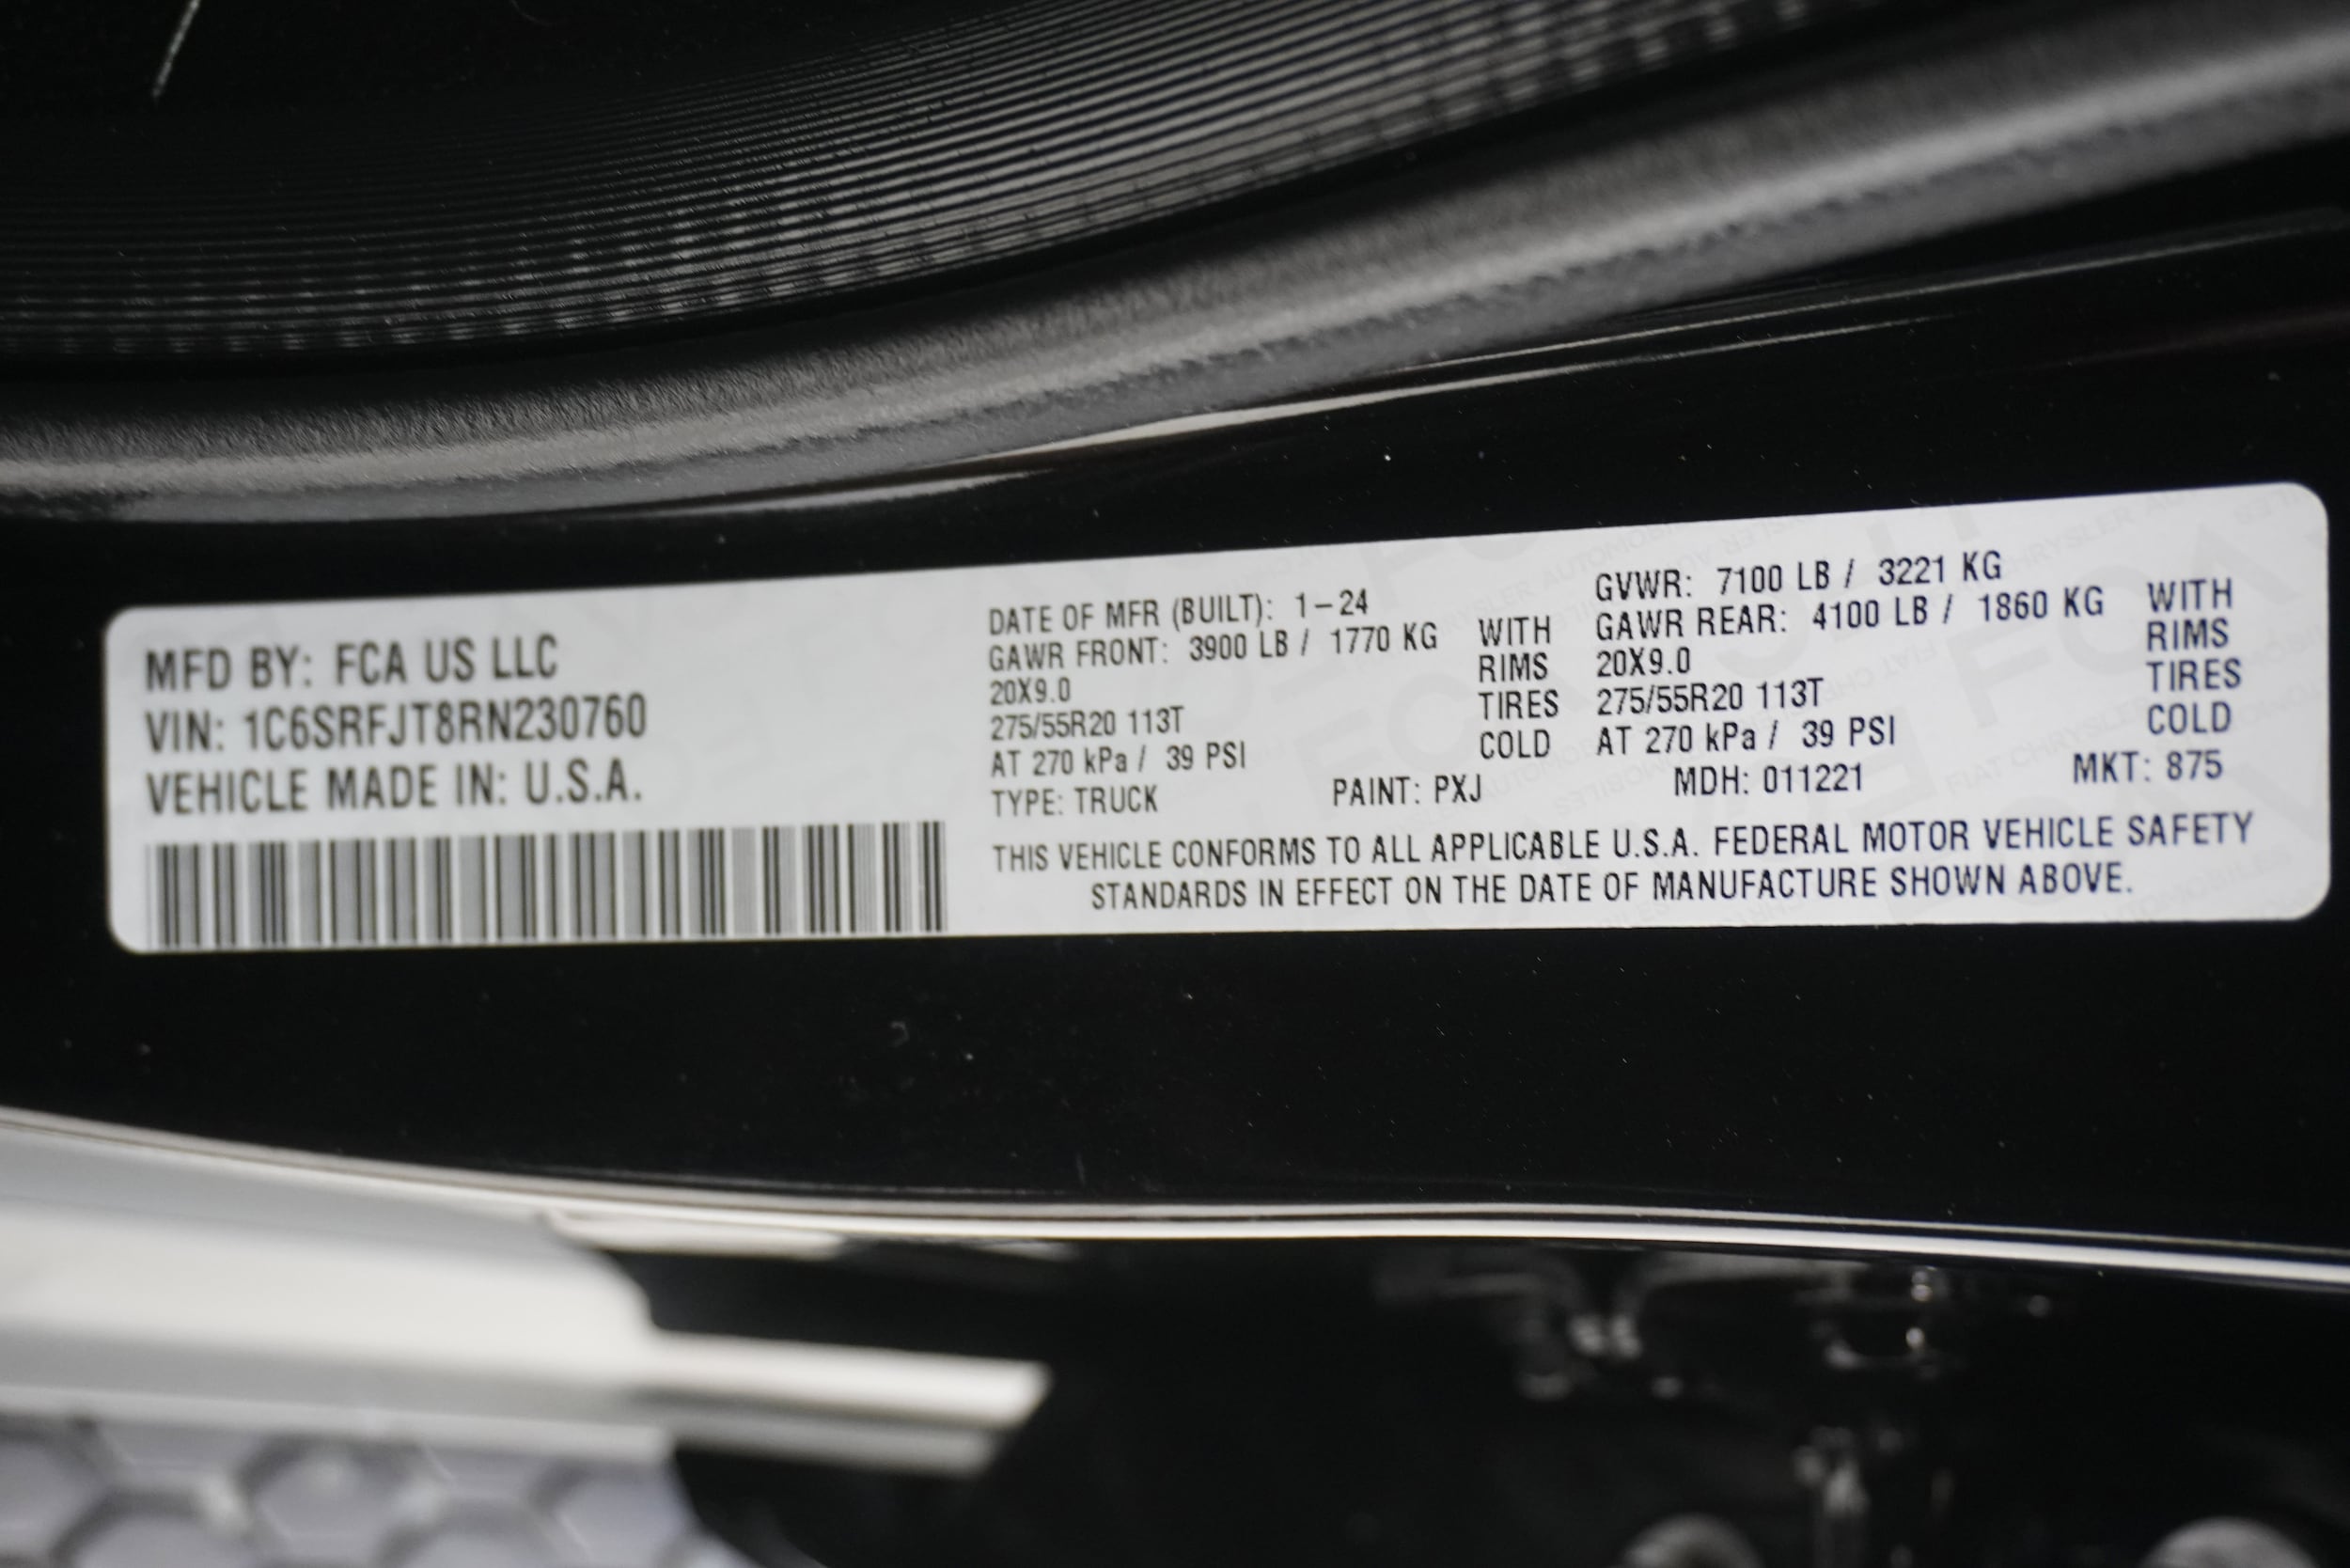 MFD BY: FCA US LLC
VIN: 1C6SRFJT8RN230760
VEHICLE MADE IN: U.S.A.
DATE OF MFR (BUILT): 1-24
GAWR FRONT: 3900 LB / 1770 KG WITH
20X9.0 RIMS
275/55R20 113T TIRES
AT 270 kPa / 39 PSI COLD
GVWR: 7100 LB / 3221 KG
GAWR REAR: 4100 LB / 1860 KG WITH
20X9.0 RIMS
275/55R20 113T TIRES
AT 270 kPa / 39 PSI COLD
TYPE: TRUCK PAINT: PXJ MDH: 011221 MKT: 875
THIS VEHICLE CONFORMS TO ALL APPLICABLE U.S.A. FEDERAL MOTOR VEHICLE SAFETY
STANDARDS IN EFFECT ON THE DATE OF MANUFACTURE SHOWN ABOVE.